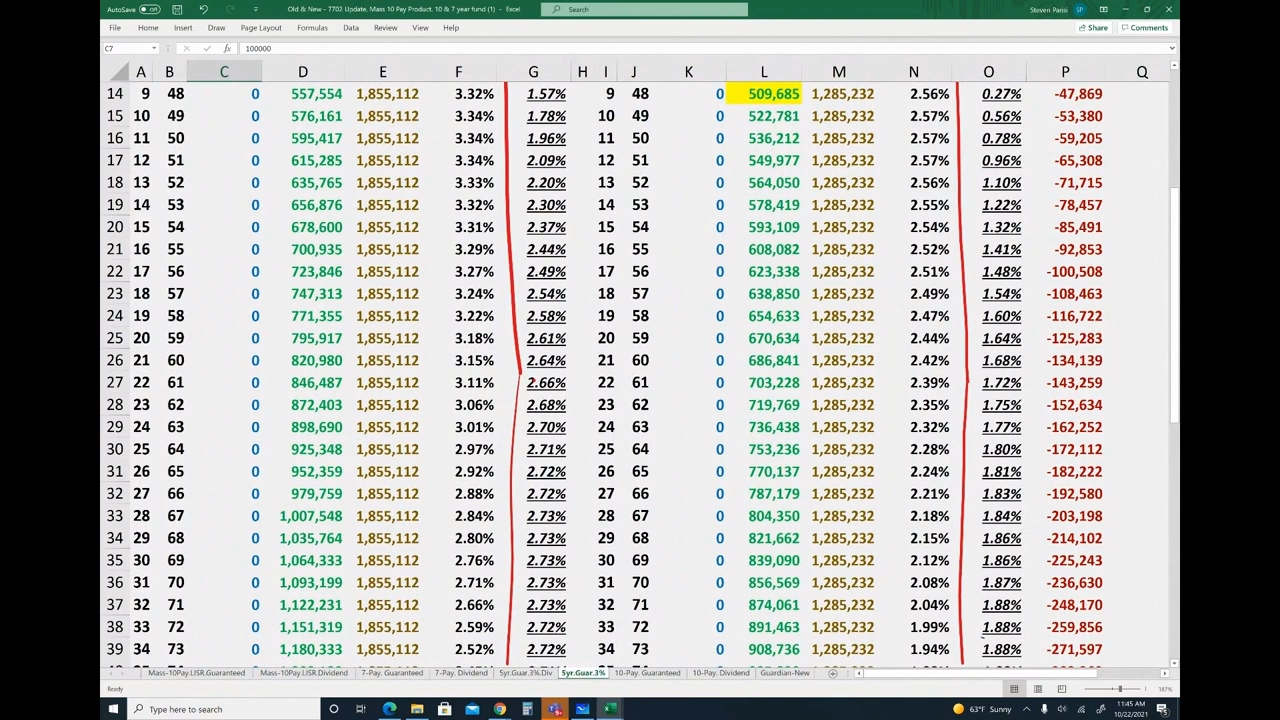 AutoSave Off Old & New - 7702 Update. Mass 10 Pay Product. 10 & 7 year fund (1) - Excel Search Steven Parisi SP
File Home Insert Draw Page Layout Formulas Data Review View Help Share Comments
C7 fx 100000
A B C D E F G H I J K L M N O P Q
14 9 48 0 557,554 1,855,112 3.32% 1.57% 9 48 0 509,685 1,285,232 2.56% 0.27% -47,869
15 10 49 0 576,161 1,855,112 3.34% 1.78% 10 49 0 522,781 1,285,232 2.57% 0.56% -53,380
16 11 50 0 595,417 1,855,112 3.34% 1.96% 11 50 0 536,212 1,285,232 2.57% 0.78% -59,205
17 12 51 0 615,285 1,855,112 3.34% 2.09% 12 51 0 549,977 1,285,232 2.57% 0.96% -65,308
18 13 52 0 635,765 1,855,112 3.33% 2.20% 13 52 0 564,050 1,285,232 2.56% 1.10% -71,715
19 14 53 0 656,876 1,855,112 3.32% 2.30% 14 53 0 578,419 1,285,232 2.55% 1.22% -78,457
20 15 54 0 678,600 1,855,112 3.31% 2.37% 15 54 0 593,109 1,285,232 2.54% 1.32% -85,491
21 16 55 0 700,935 1,855,112 3.29% 2.44% 16 55 0 608,082 1,285,232 2.52% 1.41% -92,853
22 17 56 0 723,846 1,855,112 3.27% 2.49% 17 56 0 623,338 1,285,232 2.51% 1.48% -100,508
23 18 57 0 747,313 1,855,112 3.24% 2.54% 18 57 0 638,850 1,285,232 2.49% 1.54% -108,463
24 19 58 0 771,355 1,855,112 3.22% 2.58% 19 58 0 654,633 1,285,232 2.47% 1.60% -116,722
25 20 59 0 795,917 1,855,112 3.18% 2.61% 20 59 0 670,634 1,285,232 2.44% 1.64% -125,283
26 21 60 0 820,980 1,855,112 3.15% 2.64% 21 60 0 686,841 1,285,232 2.42% 1.68% -134,139
27 22 61 0 846,487 1,855,112 3.11% 2.66% 22 61 0 703,228 1,285,232 2.39% 1.72% -143,259
28 23 62 0 872,403 1,855,112 3.06% 2.68% 23 62 0 719,769 1,285,232 2.35% 1.75% -152,634
29 24 63 0 898,690 1,855,112 3.01% 2.70% 24 63 0 736,438 1,285,232 2.32% 1.77% -162,252
30 25 64 0 925,348 1,855,112 2.97% 2.71% 25 64 0 753,236 1,285,232 2.28% 1.80% -172,112
31 26 65 0 952,359 1,855,112 2.92% 2.72% 26 65 0 770,137 1,285,232 2.24% 1.81% -182,222
32 27 66 0 979,759 1,855,112 2.88% 2.72% 27 66 0 787,179 1,285,232 2.21% 1.83% -192,580
33 28 67 0 1,007,548 1,855,112 2.84% 2.73% 28 67 0 804,350 1,285,232 2.18% 1.84% -203,198
34 29 68 0 1,035,764 1,855,112 2.80% 2.73% 29 68 0 821,662 1,285,232 2.15% 1.86% -214,102
35 30 69 0 1,064,333 1,855,112 2.76% 2.73% 30 69 0 839,090 1,285,232 2.12% 1.86% -225,243
36 31 70 0 1,093,199 1,855,112 2.71% 2.73% 31 70 0 856,569 1,285,232 2.08% 1.87% -236,630
37 32 71 0 1,122,231 1,855,112 2.66% 2.73% 32 71 0 874,061 1,285,232 2.04% 1.88% -248,170
38 33 72 0 1,151,319 1,855,112 2.59% 2.72% 33 72 0 891,463 1,285,232 1.99% 1.88% -259,856
39 34 73 0 1,180,333 1,855,112 2.52% 2.72% 34 73 0 908,736 1,285,232 1.94% 1.88% -271,597
Mass-10Pay.LISR.Guaranteed Mass-10Pay.LISR.Dividend 7-Pay. Guaranteed 7-Pay. Dividend 5yr.Guar.3%.Div 5yr.Guar.3% 10-Pay. Guaranteed 10-Pay. Dividend Guardian-New
Ready 187%
Type here to search 63°F Sunny 11:45 AM
10/22/2021